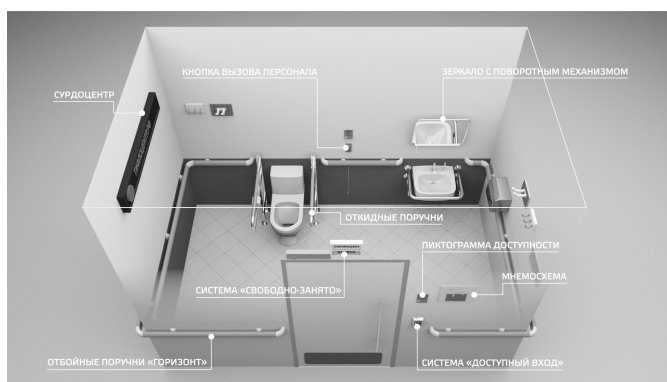 КНОПКА ВЫЗОВА ПЕРСОНАЛА
ЗЕРКАЛО С ПОВОРОТНЫМ МЕХАНИЗМОМ
СУРДОЦЕНТР
ОТКИДНЫЕ ПОРУЧНИ
СВОБОДНО
ПИКТОГРАММА ДОСТУПНОСТИ
МНЕМОСХЕМА
СИСТЕМА «СВОБОДНО-ЗАНЯТО»
ОТБОЙНЫЕ ПОРУЧНИ «ГОРИЗОНТ»
СИСТЕМА «ДОСТУПНЫЙ ВХОД»